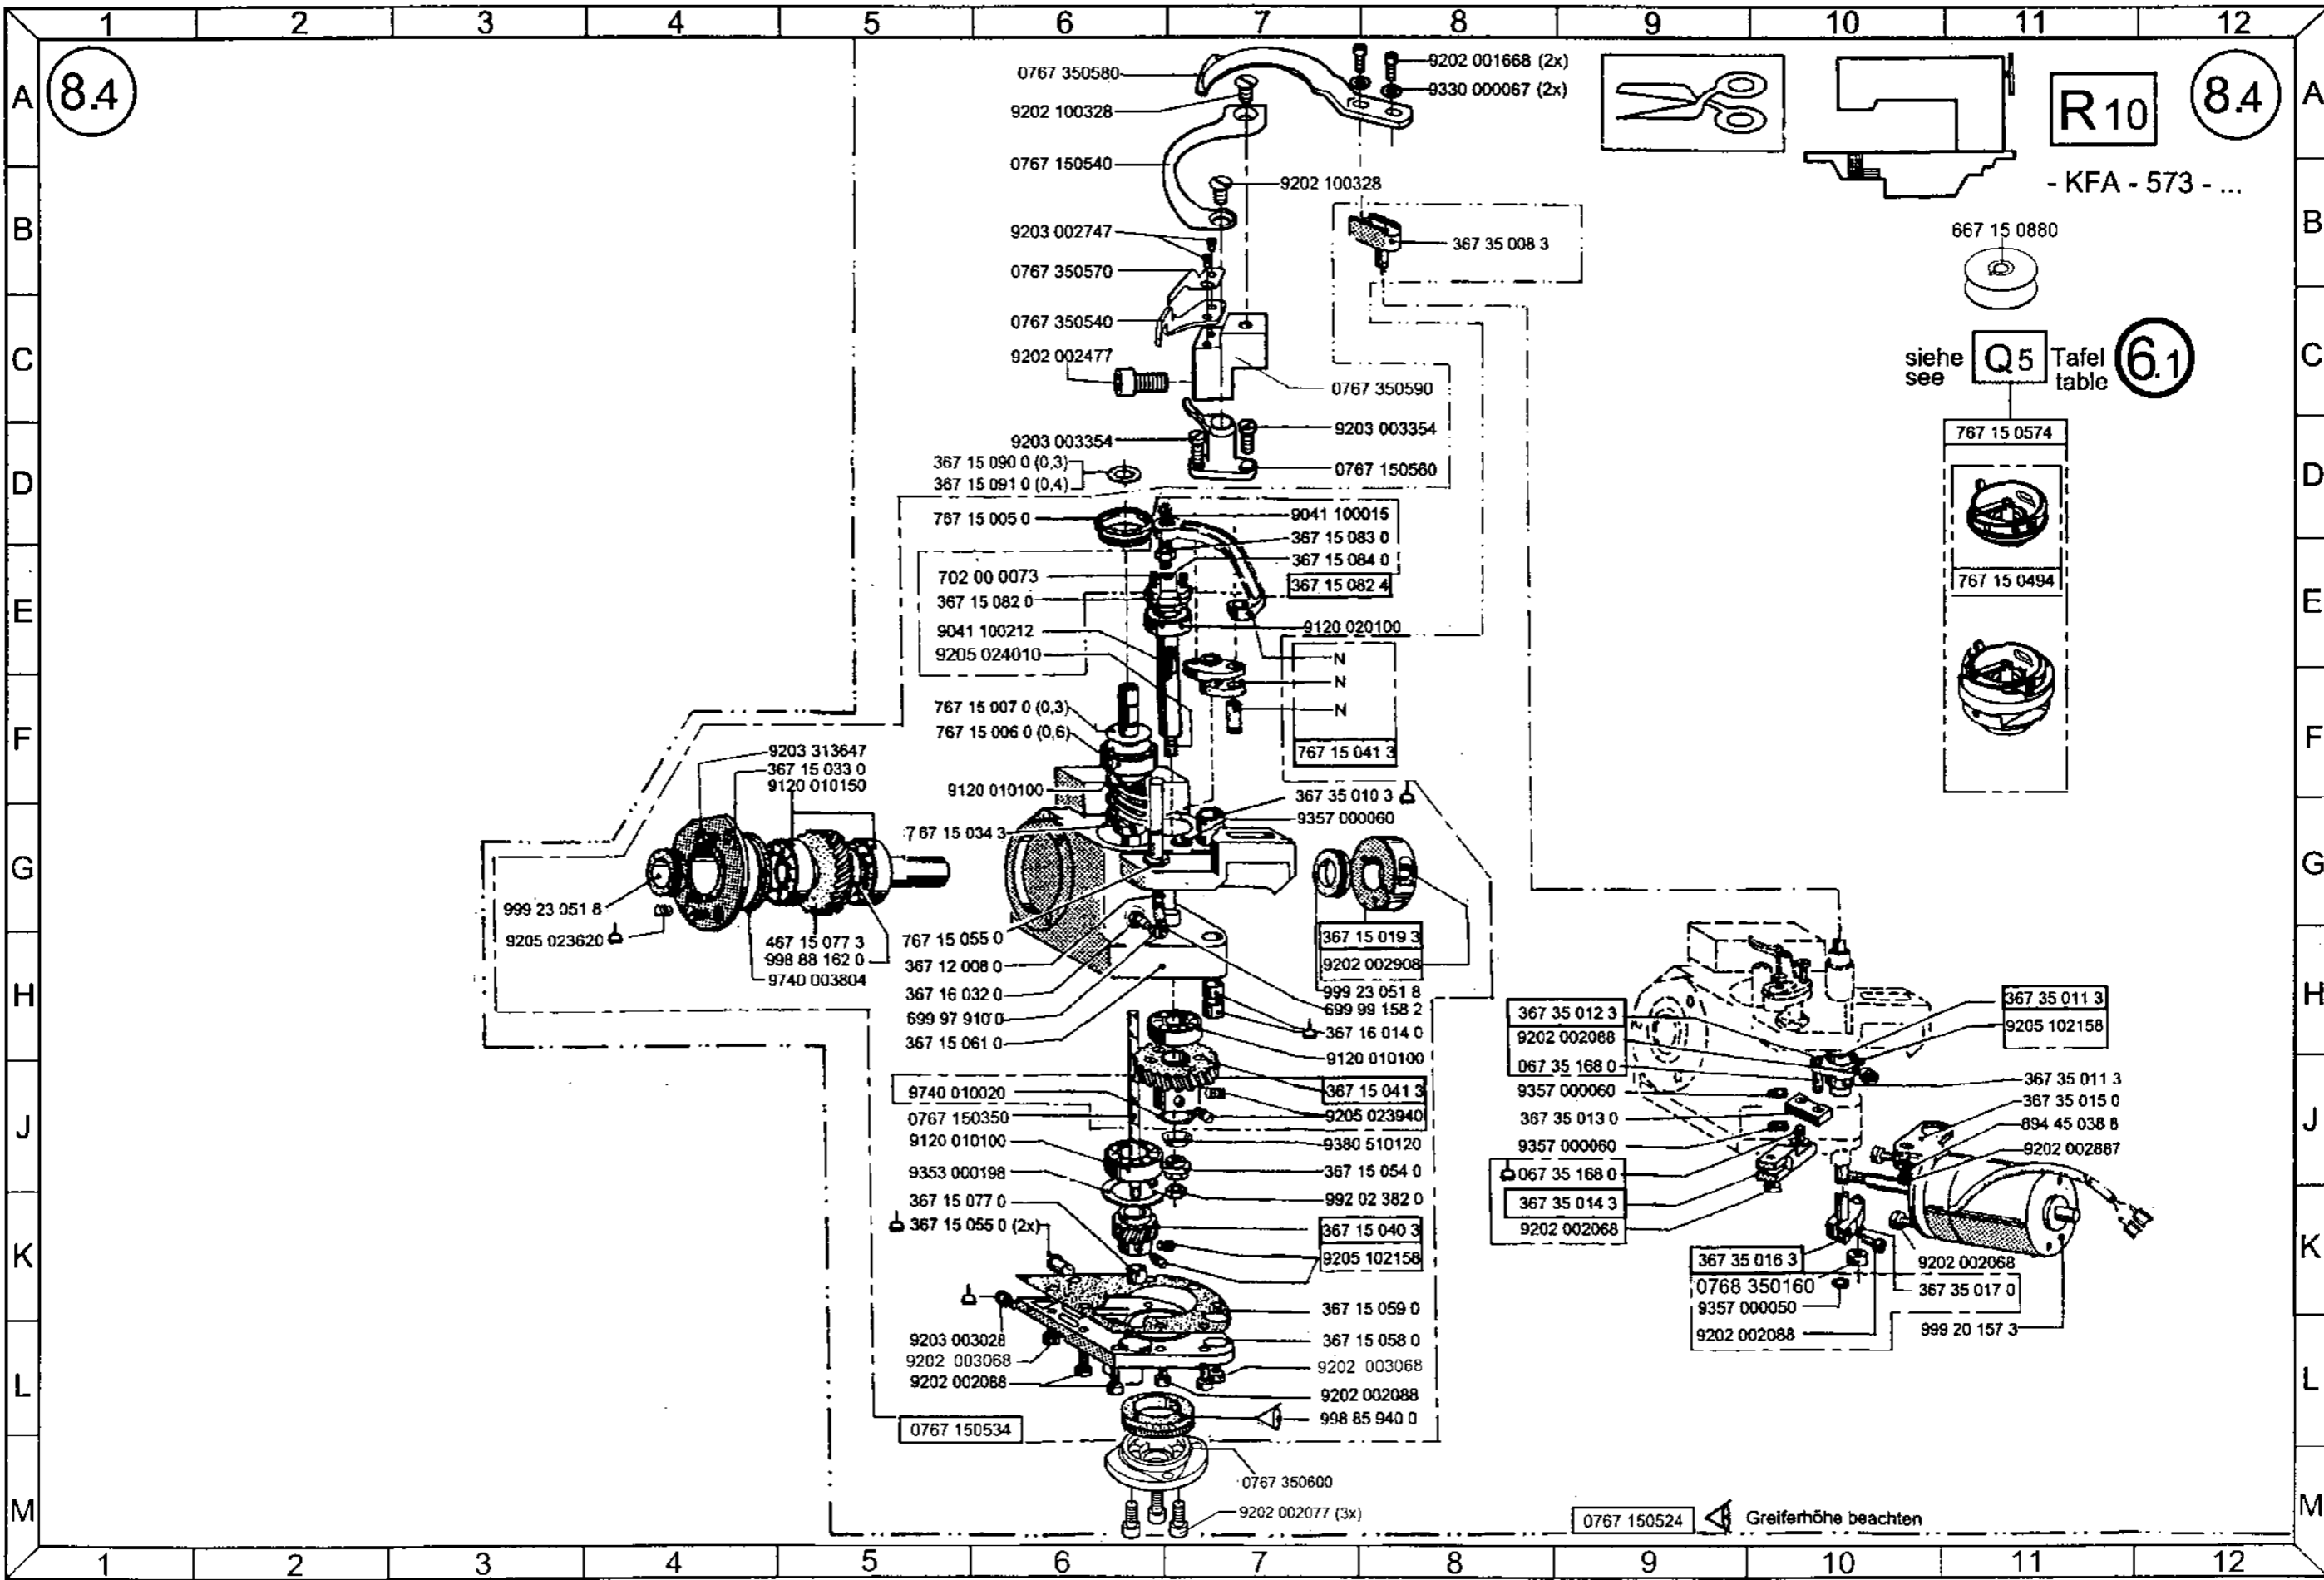 1 2 3 4 5 6 7 8 9 10 11 12
A
B
C
D
E
F
G
H
J
K
L
M
8.4
8.4
R 10
- KFA - 573 - ...
0767 350580
9202 001668 (2x)
9330 000067 (2x)
9202 100328
0767 150540
9202 100328
9203 002747
367 35 008 3
0767 350570
0767 350540
9202 002477
0767 350590
9203 003354
9203 003354
367 15 090 0 (0,3)
367 15 091 0 (0,4)
0767 150560
667 15 0880
siehe
see
Q 5
Tafel
table
6.1
767 15 0574
767 15 0494
767 15 005 0
9041 100015
367 15 083 0
367 15 084 0
367 15 082 4
702 00 0073
367 15 082 0
9041 100212
9205 024010
9120 020100
N
N
N
767 15 041 3
767 15 007 0 (0,3)
767 15 006 0 (0,6)
9120 010100
767 15 034 3
367 35 010 3
9357 000060
9203 313647
367 15 033 0
9120 010150
999 23 051 8
9205 023620
467 15 077 3
998 88 162 0
9740 003804
767 15 055 0
367 12 008 0
367 16 032 0
699 97 910 0
367 15 061 0
367 15 019 3
9202 002908
999 23 051 8
699 99 158 2
367 16 014 0
9120 010100
9740 010020
0767 150350
9120 010100
9353 000198
367 15 077 0
367 15 055 0 (2x)
367 15 041 3
9205 023940
9380 510120
367 15 054 0
992 02 382 0
367 15 040 3
9205 102158
367 15 059 0
367 15 058 0
9202 003068
9202 002088
998 85 940 0
9203 003028
9202 003068
9202 002088
0767 150534
0767 350600
9202 002077 (3x)
367 35 012 3
9202 002088
067 35 168 0
9357 000060
367 35 013 0
9357 000060
067 35 168 0
367 35 014 3
9202 002068
367 35 011 3
9205 102158
367 35 011 3
367 35 015 0
894 45 038 8
9202 002887
367 35 016 3
0768 350160
9357 000050
9202 002088
9202 002068
367 35 017 0
999 20 157 3
0767 150524
Greiferhöhe beachten
A
B
C
D
E
F
G
H
J
K
L
M
1 2 3 4 5 6 7 8 9 10 11 12